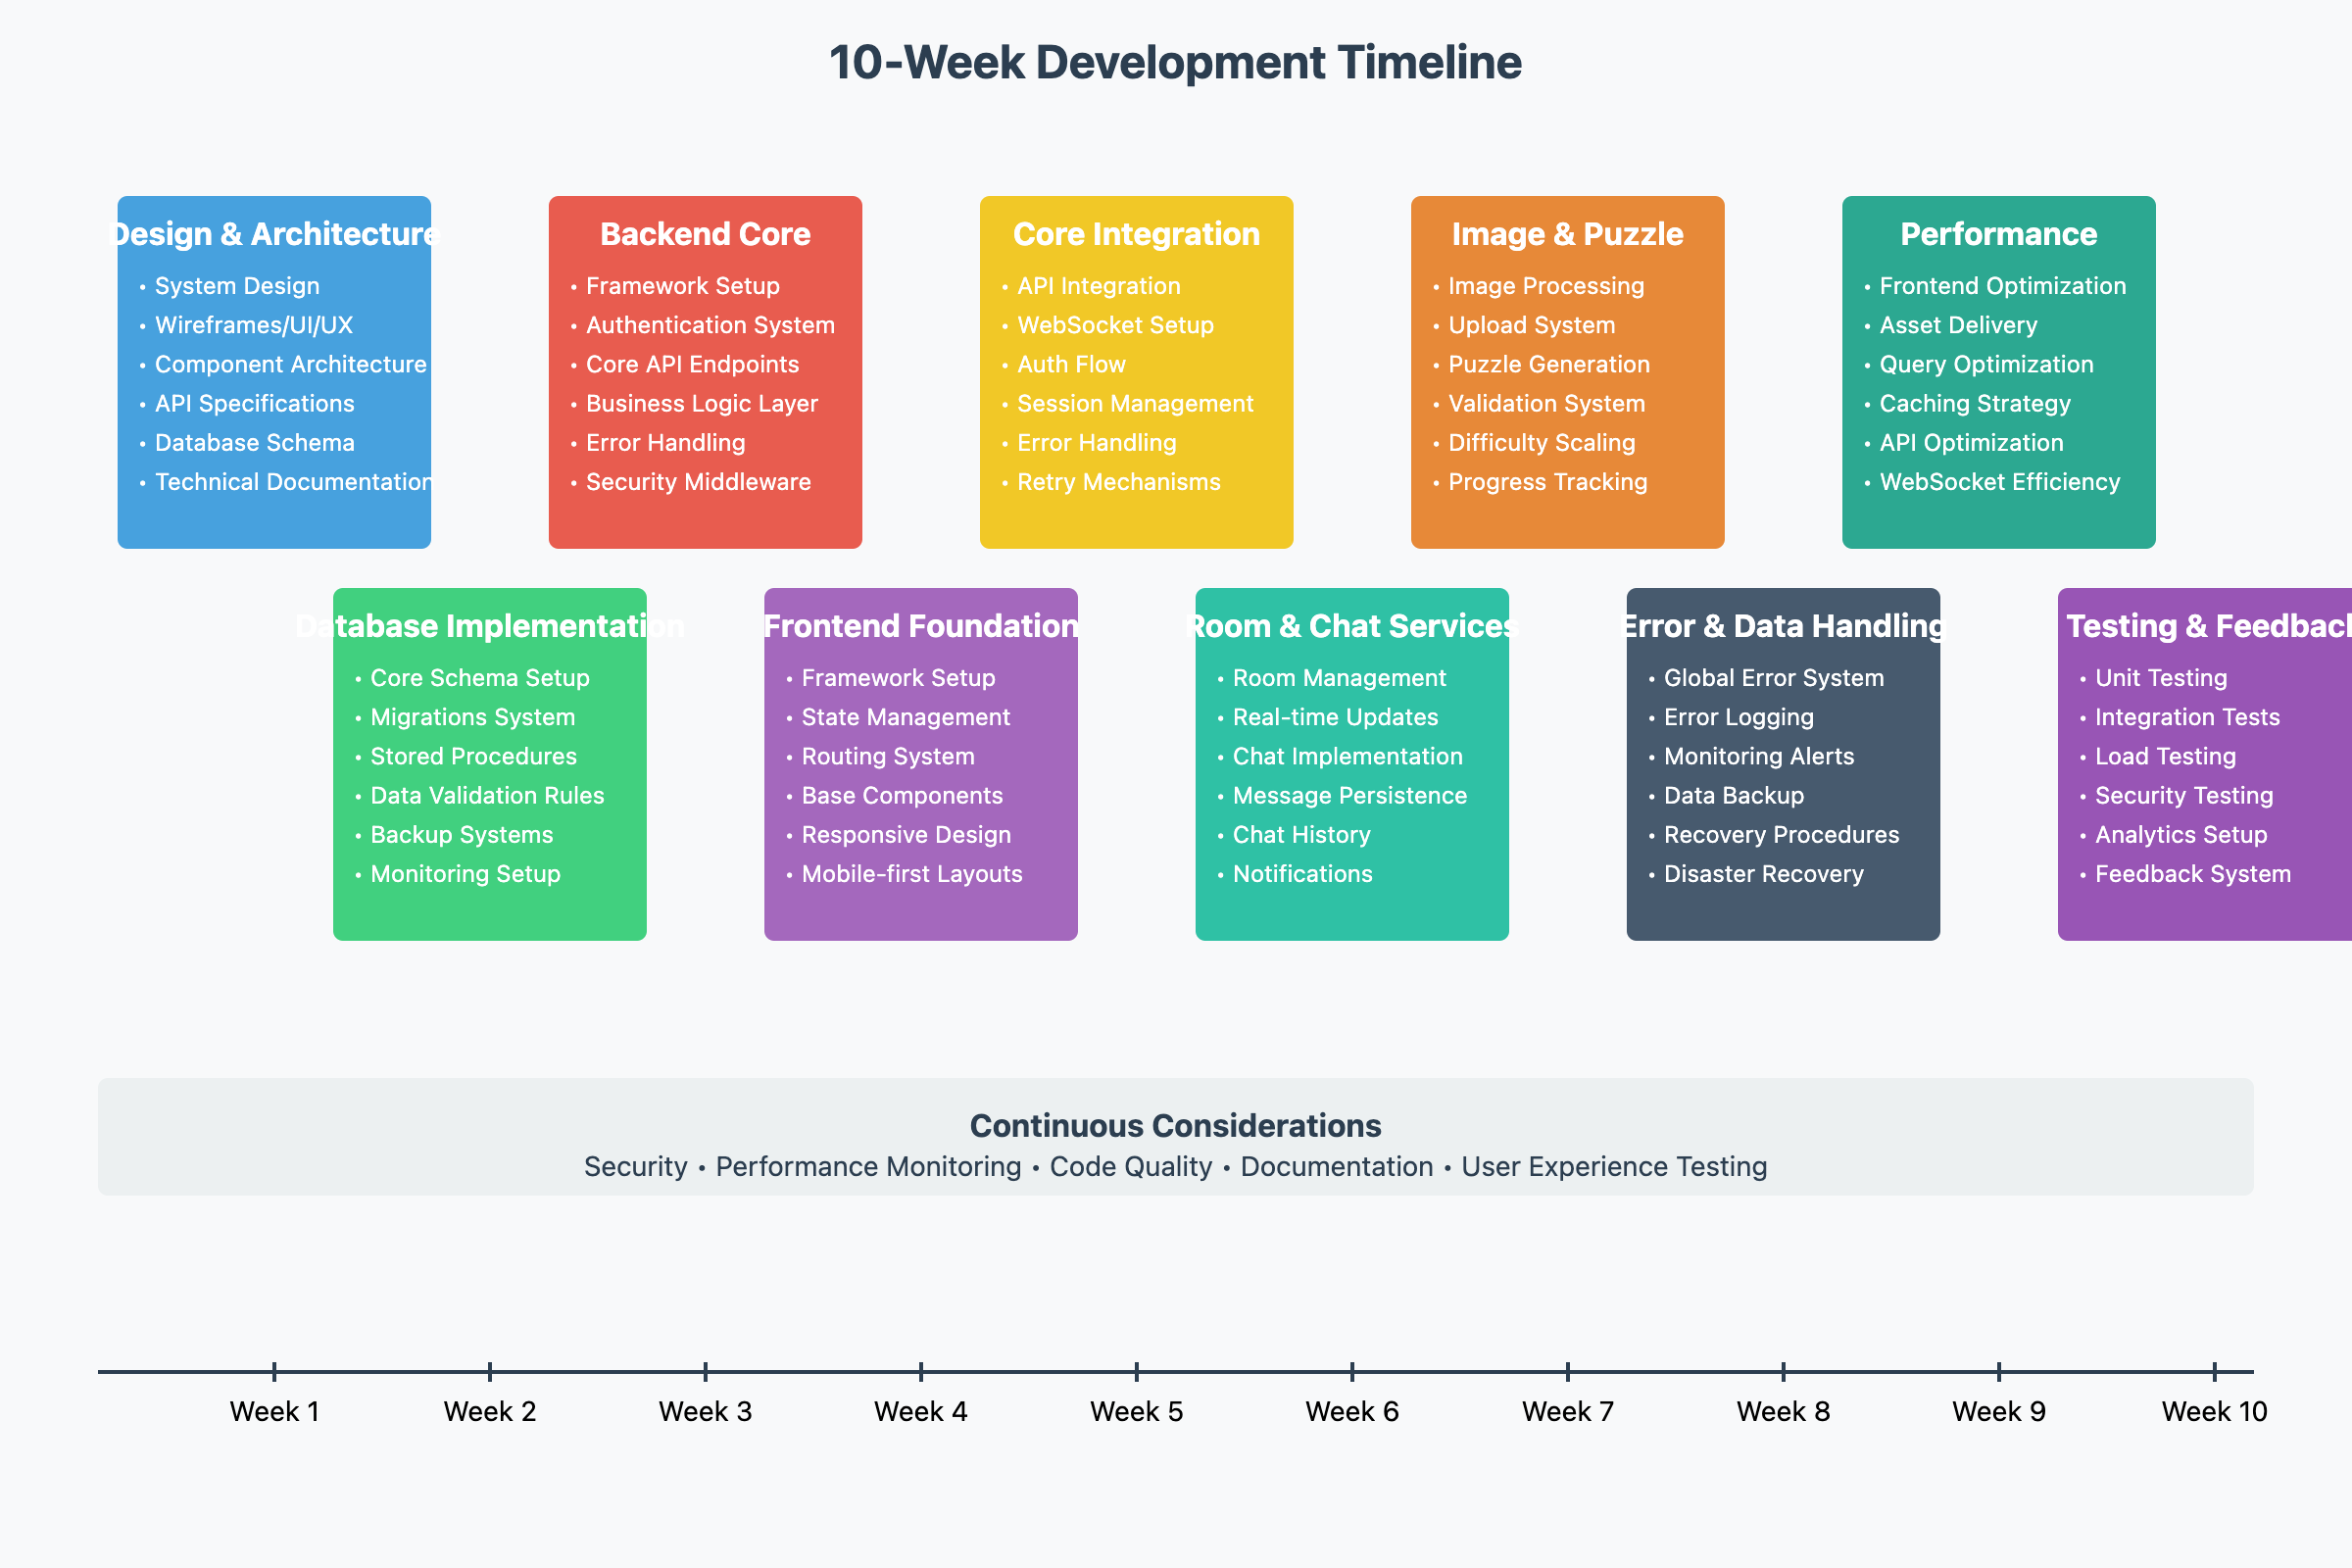 10-Week Development Timeline
Design & Architecture
• System Design
• Wireframes/UI/UX
• Component Architecture
• API Specifications
• Database Schema
• Technical Documentation
Backend Core
• Framework Setup
• Authentication System
• Core API Endpoints
• Business Logic Layer
• Error Handling
• Security Middleware
Core Integration
• API Integration
• WebSocket Setup
• Auth Flow
• Session Management
• Error Handling
• Retry Mechanisms
Image & Puzzle
• Image Processing
• Upload System
• Puzzle Generation
• Validation System
• Difficulty Scaling
• Progress Tracking
Performance
• Frontend Optimization
• Asset Delivery
• Query Optimization
• Caching Strategy
• API Optimization
• WebSocket Efficiency
Database Implementation
• Core Schema Setup
• Migrations System
• Stored Procedures
• Data Validation Rules
• Backup Systems
• Monitoring Setup
Frontend Foundation
• Framework Setup
• State Management
• Routing System
• Base Components
• Responsive Design
• Mobile-first Layouts
Room & Chat Services
• Room Management
• Real-time Updates
• Chat Implementation
• Message Persistence
• Chat History
• Notifications
Error & Data Handling
• Global Error System
• Error Logging
• Monitoring Alerts
• Data Backup
• Recovery Procedures
• Disaster Recovery
Testing & Feedback
• Unit Testing
• Integration Tests
• Load Testing
• Security Testing
• Analytics Setup
• Feedback System
Continuous Considerations
Security • Performance Monitoring • Code Quality • Documentation • User Experience Testing
Week 1
Week 2
Week 3
Week 4
Week 5
Week 6
Week 7
Week 8
Week 9
Week 10